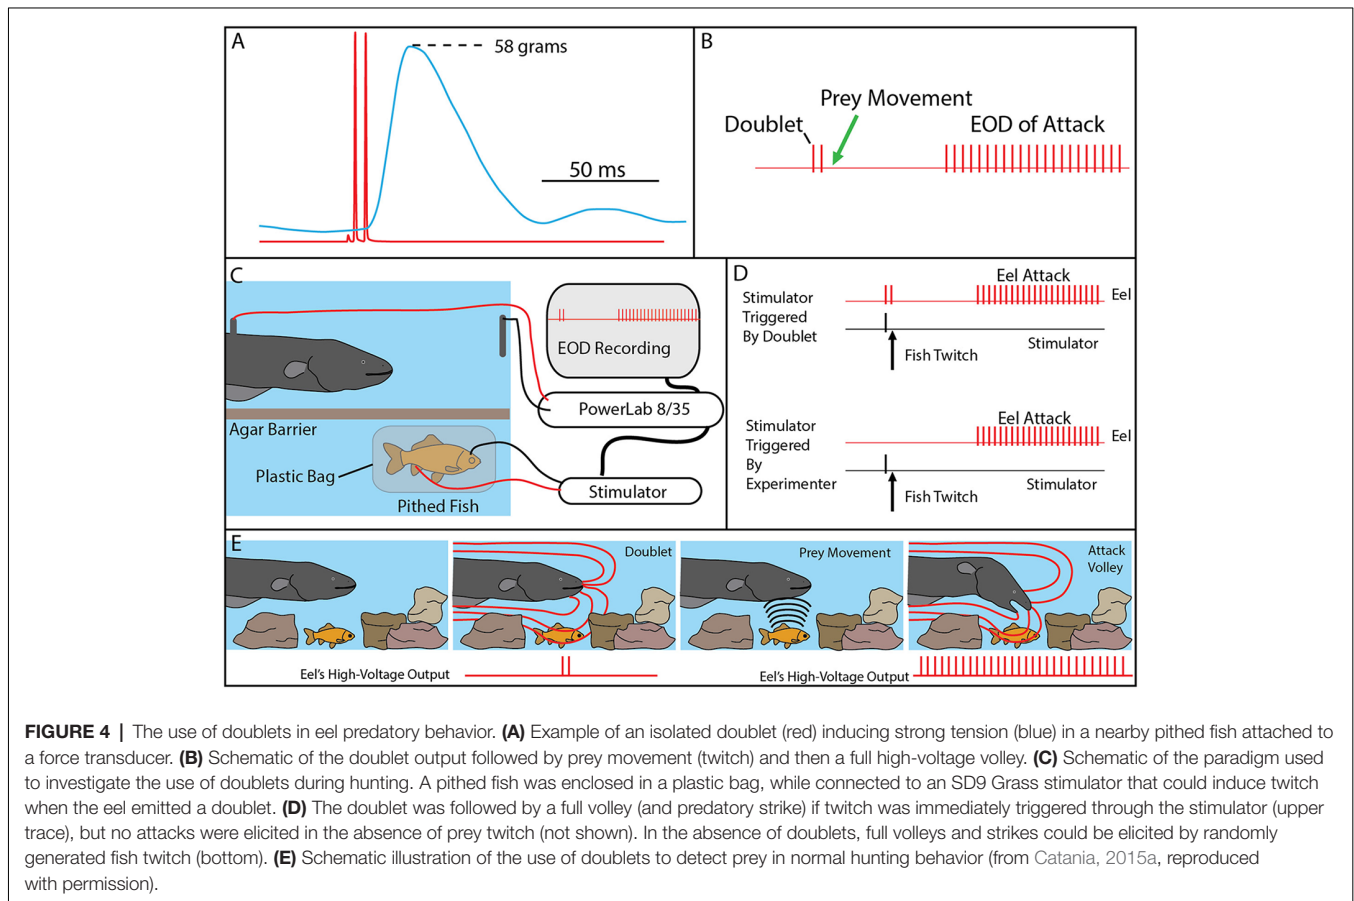 A
58 grams
50 ms
B
Prey Movement
Doublet
EOD of Attack
C
EOD Recording
PowerLab 8/35
Agar Barrier
Plastic Bag
Pithed Fish
Stimulator
D
Eel Attack
Stimulator
Triggered
By Doublet
Eel
Fish Twitch
Stimulator
Eel Attack
Stimulator
Triggered
By
Experimenter
Eel
Fish Twitch
Stimulator
E
Doublet
Prey Movement
Attack
Volley
Eel's High-Voltage Output
Eel's High-Voltage Output
FIGURE 4 | The use of doublets in eel predatory behavior. (A) Example of an isolated doublet (red) inducing strong tension (blue) in a nearby pithed fish attached to
a force transducer. (B) Schematic of the doublet output followed by prey movement (twitch) and then a full high-voltage volley. (C) Schematic of the paradigm used
to investigate the use of doublets during hunting. A pithed fish was enclosed in a plastic bag, while connected to an SD9 Grass stimulator that could induce twitch
when the eel emitted a doublet. (D) The doublet was followed by a full volley (and predatory strike) if twitch was immediately triggered through the stimulator (upper
trace), but no attacks were elicited in the absence of prey twitch (not shown). In the absence of doublets, full volleys and strikes could be elicited by randomly
generated fish twitch (bottom). (E) Schematic illustration of the use of doublets to detect prey in normal hunting behavior (from Catania, 2015a, reproduced
with permission).